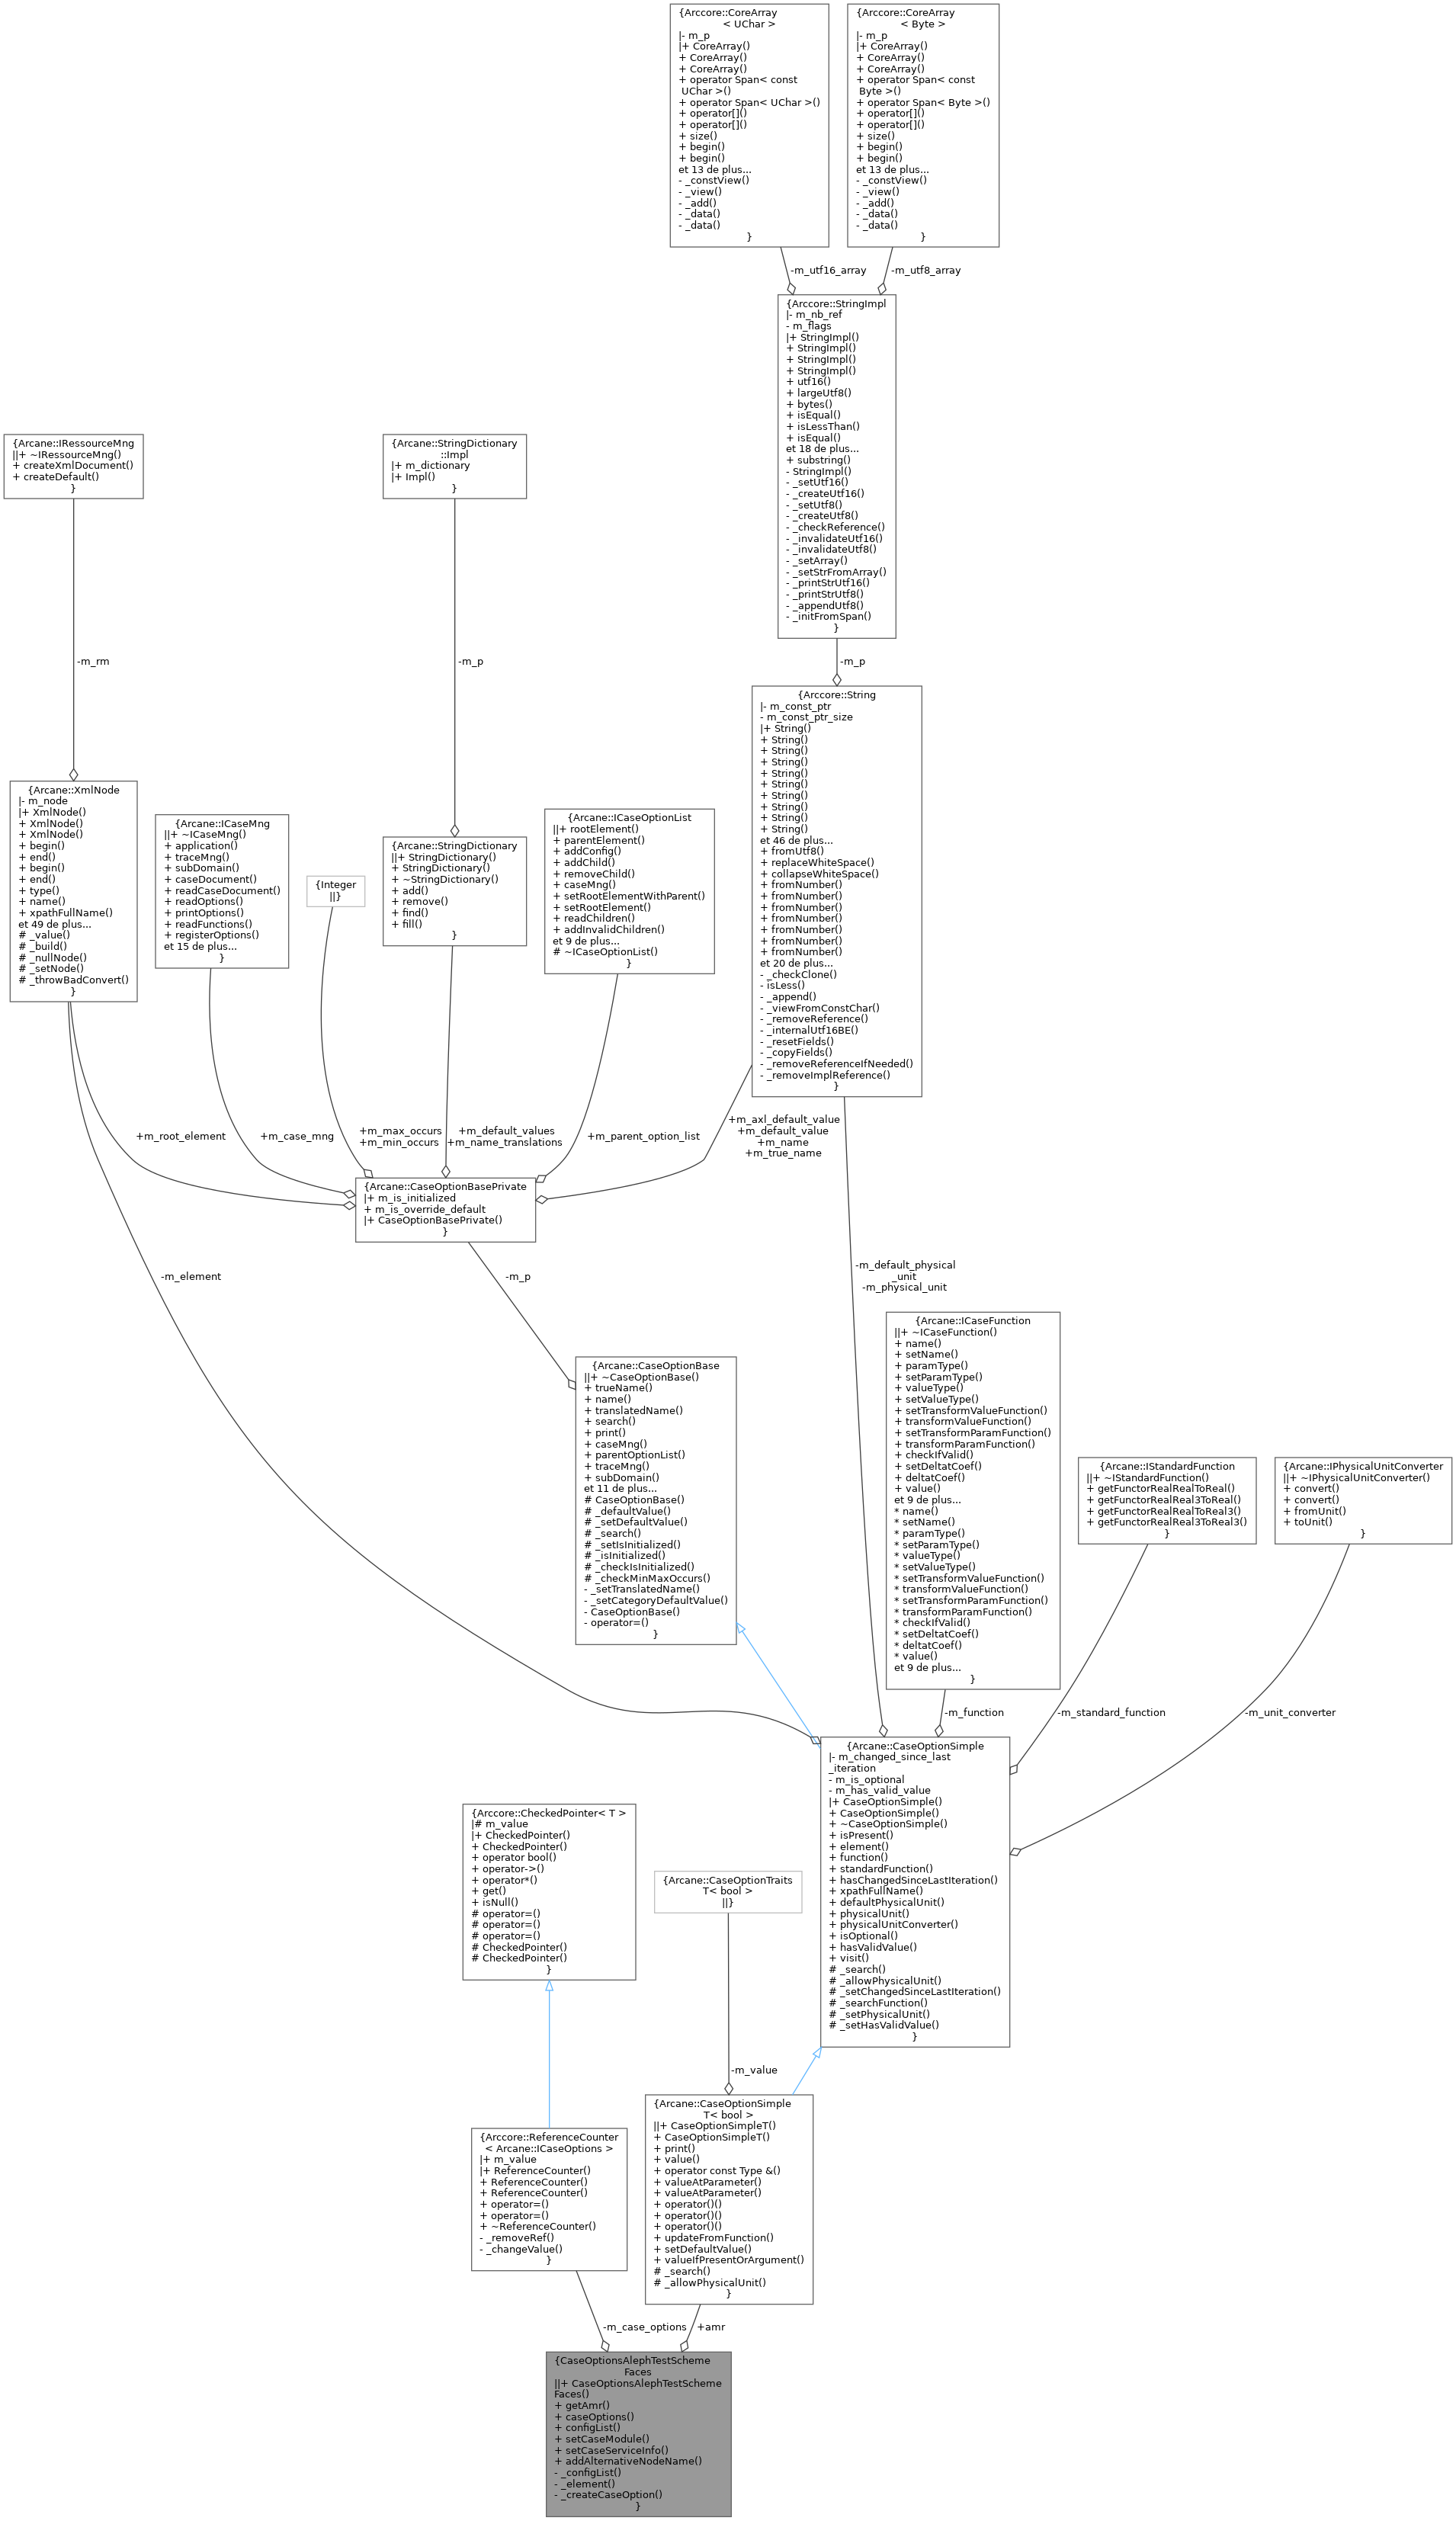 {Arccore::CoreArray
< UChar >
|- m_p
|+ CoreArray()
+ CoreArray()
+ CoreArray()
+ operator Span< const
UChar >()
+ operator Span< UChar >()
+ operator[]()
+ operator[]()
+ size()
+ begin()
+ begin()
et 13 de plus...
- _constView()
- _view()
- _add()
- _data()
- _data()
}
{Arccore::CoreArray
< Byte >
|- m_p
|+ CoreArray()
+ CoreArray()
+ CoreArray()
+ operator Span< const
Byte >()
+ operator Span< Byte >()
+ operator[]()
+ operator[]()
+ size()
+ begin()
+ begin()
et 13 de plus...
- _constView()
- _view()
- _add()
- _data()
- _data()
}
-m_utf16_array
-m_utf8_array
{Arccore::StringImpl
|- m_nb_ref
- m_flags
|+ StringImpl()
+ StringImpl()
+ StringImpl()
+ StringImpl()
+ utf16()
+ largeUtf8()
+ bytes()
+ isEqual()
+ isLessThan()
+ isEqual()
et 18 de plus...
+ substring()
- StringImpl()
- _setUtf16()
- _createUtf16()
- _setUtf8()
- _createUtf8()
- _checkReference()
- _invalidateUtf16()
- _invalidateUtf8()
- _setArray()
- _setStrFromArray()
- _printStrUtf16()
- _printStrUtf8()
- _appendUtf8()
- _initFromSpan()
}
{Arcane::IRessourceMng
||+ ~IRessourceMng()
+ createXmlDocument()
+ createDefault()
}
{Arcane::StringDictionary
::Impl
|+ m_dictionary
|+ Impl()
}
-m_rm
-m_p
-m_p
{Arccore::String
|- m_const_ptr
- m_const_ptr_size
|+ String()
+ String()
+ String()
+ String()
+ String()
+ String()
+ String()
+ String()
+ String()
+ String()
et 46 de plus...
+ fromUtf8()
+ replaceWhiteSpace()
+ collapseWhiteSpace()
+ fromNumber()
+ fromNumber()
+ fromNumber()
+ fromNumber()
+ fromNumber()
+ fromNumber()
+ fromNumber()
et 20 de plus...
- _checkClone()
- isLess()
- _append()
- _viewFromConstChar()
- _removeReference()
- _internalUtf16BE()
- _resetFields()
- _copyFields()
- _removeReferenceIfNeeded()
- _removeImplReference()
}
{Arcane::XmlNode
|- m_node
|+ XmlNode()
+ XmlNode()
+ XmlNode()
+ begin()
+ end()
+ begin()
+ end()
+ type()
+ name()
+ xpathFullName()
et 49 de plus...
# _value()
# _build()
# _nullNode()
# _setNode()
# _throwBadConvert()
}
{Arcane::ICaseMng
||+ ~ICaseMng()
+ application()
+ traceMng()
+ subDomain()
+ caseDocument()
+ readCaseDocument()
+ readOptions()
+ printOptions()
+ readFunctions()
+ registerOptions()
et 15 de plus...
}
{Integer
||}
{Arcane::StringDictionary
||+ StringDictionary()
+ StringDictionary()
+ ~StringDictionary()
+ add()
+ remove()
+ find()
+ fill()
}
{Arcane::ICaseOptionList
||+ rootElement()
+ parentElement()
+ addConfig()
+ addChild()
+ removeChild()
+ caseMng()
+ setRootElementWithParent()
+ setRootElement()
+ readChildren()
+ addInvalidChildren()
et 9 de plus...
# ~ICaseOptionList()
}
+m_root_element
+m_case_mng
+m_max_occurs
+m_min_occurs
+m_default_values
+m_name_translations
+m_parent_option_list
+m_axl_default_value
+m_default_value
+m_name
+m_true_name
{Arcane::CaseOptionBasePrivate
|+ m_is_initialized
+ m_is_override_default
|+ CaseOptionBasePrivate()
}
-m_element
-m_p
-m_default_physical
_unit
-m_physical_unit
{Arcane::CaseOptionBase
||+ ~CaseOptionBase()
+ trueName()
+ name()
+ translatedName()
+ search()
+ print()
+ caseMng()
+ parentOptionList()
+ traceMng()
+ subDomain()
et 11 de plus...
# CaseOptionBase()
# _defaultValue()
# _setDefaultValue()
# _search()
# _setIsInitialized()
# _isInitialized()
# _checkIsInitialized()
# _checkMinMaxOccurs()
- _setTranslatedName()
- _setCategoryDefaultValue()
- CaseOptionBase()
- operator=()
}
{Arcane::ICaseFunction
||+ ~ICaseFunction()
+ name()
+ setName()
+ paramType()
+ setParamType()
+ valueType()
+ setValueType()
+ setTransformValueFunction()
+ transformValueFunction()
+ setTransformParamFunction()
+ transformParamFunction()
+ checkIfValid()
+ setDeltatCoef()
+ deltatCoef()
+ value()
et 9 de plus...
* name()
* setName()
* paramType()
* setParamType()
* valueType()
* setValueType()
* setTransformValueFunction()
* transformValueFunction()
* setTransformParamFunction()
* transformParamFunction()
* checkIfValid()
* setDeltatCoef()
* deltatCoef()
* value()
et 9 de plus...
}
{Arcane::IStandardFunction
||+ ~IStandardFunction()
+ getFunctorRealRealToReal()
+ getFunctorRealReal3ToReal()
+ getFunctorRealRealToReal3()
+ getFunctorRealReal3ToReal3()
}
{Arcane::IPhysicalUnitConverter
||+ ~IPhysicalUnitConverter()
+ convert()
+ convert()
+ fromUnit()
+ toUnit()
}
-m_function
-m_standard_function
-m_unit_converter
{Arcane::CaseOptionSimple
|- m_changed_since_last
_iteration
- m_is_optional
- m_has_valid_value
|+ CaseOptionSimple()
+ CaseOptionSimple()
+ ~CaseOptionSimple()
+ isPresent()
+ element()
+ function()
+ standardFunction()
+ hasChangedSinceLastIteration()
+ xpathFullName()
+ defaultPhysicalUnit()
+ physicalUnit()
+ physicalUnitConverter()
+ isOptional()
+ hasValidValue()
+ visit()
# _search()
# _allowPhysicalUnit()
# _setChangedSinceLastIteration()
# _searchFunction()
# _setPhysicalUnit()
# _setHasValidValue()
}
{Arccore::CheckedPointer< T >
|# m_value
|+ CheckedPointer()
+ CheckedPointer()
+ operator bool()
+ operator->()
+ operator*()
+ get()
+ isNull()
# operator=()
# operator=()
# operator=()
# CheckedPointer()
# CheckedPointer()
}
{Arcane::CaseOptionTraits
T< bool >
||}
-m_value
{Arccore::ReferenceCounter
< Arcane::ICaseOptions >
|+ m_value
|+ ReferenceCounter()
+ ReferenceCounter()
+ ReferenceCounter()
+ operator=()
+ operator=()
+ ~ReferenceCounter()
- _removeRef()
- _changeValue()
}
{Arcane::CaseOptionSimple
T< bool >
||+ CaseOptionSimpleT()
+ CaseOptionSimpleT()
+ print()
+ value()
+ operator const Type &()
+ valueAtParameter()
+ valueAtParameter()
+ operator()()
+ operator()()
+ operator()()
+ updateFromFunction()
+ setDefaultValue()
+ valueIfPresentOrArgument()
# _search()
# _allowPhysicalUnit()
}
-m_case_options
+amr
{CaseOptionsAlephTestScheme
Faces
||+ CaseOptionsAlephTestScheme
Faces()
+ getAmr()
+ caseOptions()
+ configList()
+ setCaseModule()
+ setCaseServiceInfo()
+ addAlternativeNodeName()
- _configList()
- _element()
- _createCaseOption()
}